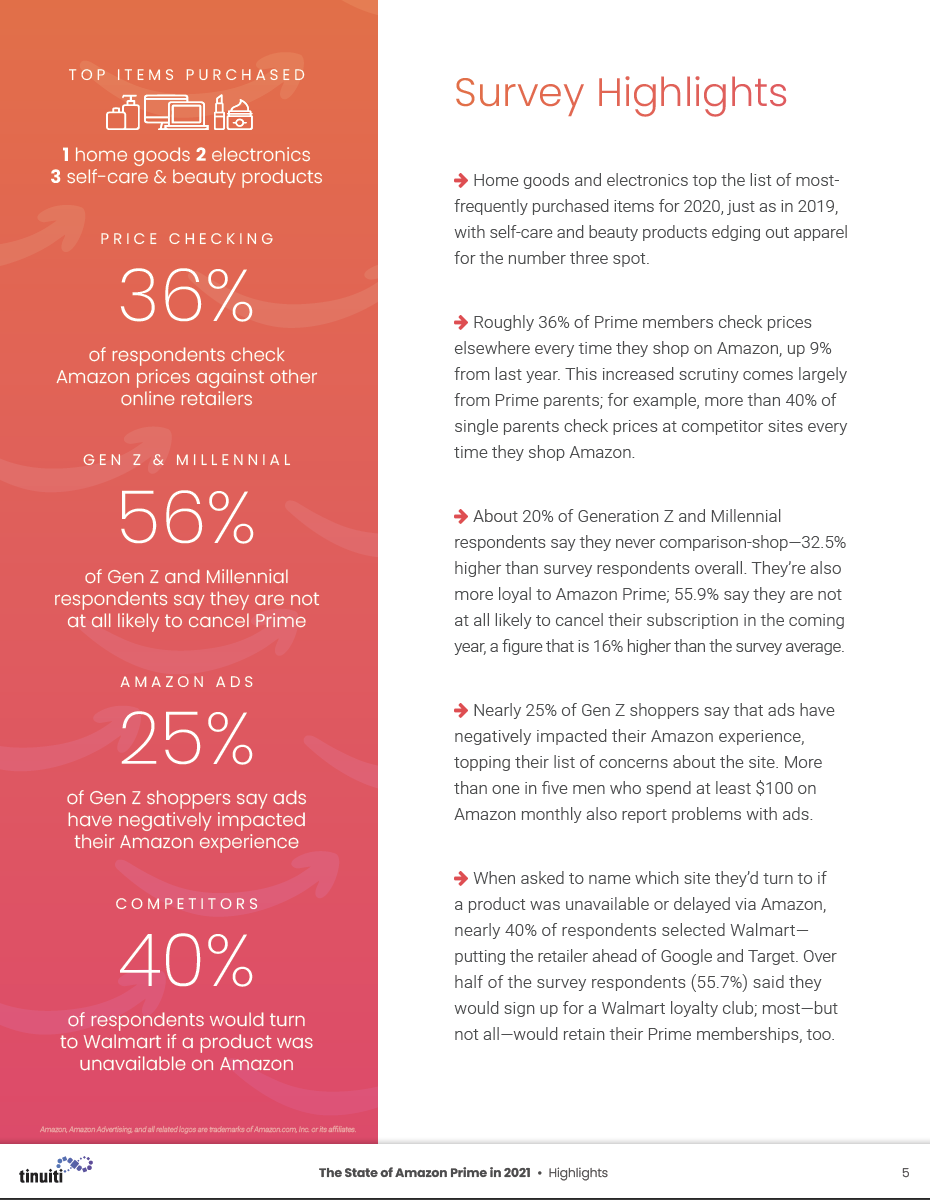 TOP ITEMS PURCHASED
1 home goods 2 electronics
3 self-care & beauty products
PRICE CHECKING
36%
of respondents check
Amazon prices against other
online retailers
GEN Z & MILLENNIAL
56%
of Gen Z and Millennial
respondents say they are not
at all likely to cancel Prime
AMAZON ADS
25%
of Gen Z shoppers say ads
have negatively impacted
their Amazon experience
COMPETITORS
40%
of respondents would turn
to Walmart if a product was
unavailable on Amazon
Amazon, Amazon Advertising, and all related logos are trademarks of Amazon.com, Inc. or its affiliates.
Survey Highlights
➔ Home goods and electronics top the list of most-
frequently purchased items for 2020, just as in 2019,
with self-care and beauty products edging out apparel
for the number three spot.
➔ Roughly 36% of Prime members check prices
elsewhere every time they shop on Amazon, up 9%
from last year. This increased scrutiny comes largely
from Prime parents; for example, more than 40% of
single parents check prices at competitor sites every
time they shop Amazon.
➔ About 20% of Generation Z and Millennial
respondents say they never comparison-shop—32.5%
higher than survey respondents overall. They're also
more loyal to Amazon Prime; 55.9% say they are not
at all likely to cancel their subscription in the coming
year, a figure that is 16% higher than the survey average.
➔ Nearly 25% of Gen Z shoppers say that ads have
negatively impacted their Amazon experience,
topping their list of concerns about the site. More
than one in five men who spend at least $100 on
Amazon monthly also report problems with ads.
➔ When asked to name which site they'd turn to if
a product was unavailable or delayed via Amazon,
nearly 40% of respondents selected Walmart—
putting the retailer ahead of Google and Target. Over
half of the survey respondents (55.7%) said they
would sign up for a Walmart loyalty club; most—but
not all—would retain their Prime memberships, too.
tinuiti
The State of Amazon Prime in 2021 • Highlights
5